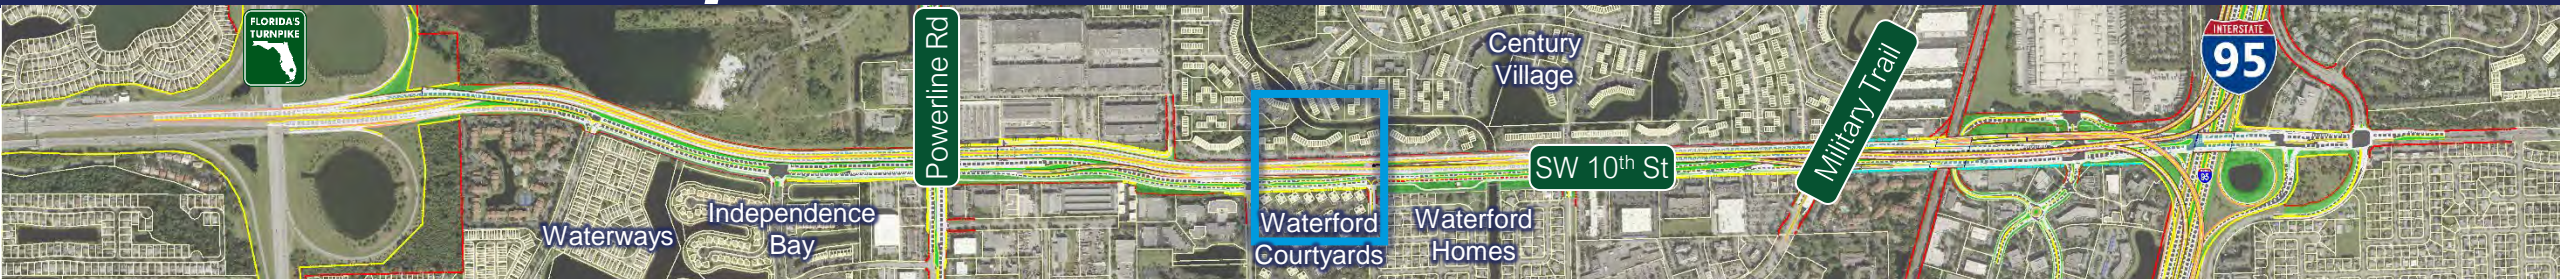 FLORIDA'S
TURNPIKE
Waterways
Independence
Bay
Powerline Rd
Waterford
Courtyards
Waterford
Homes
Century
Village
SW 10th St
Military Trail
INTERSTATE
95
95